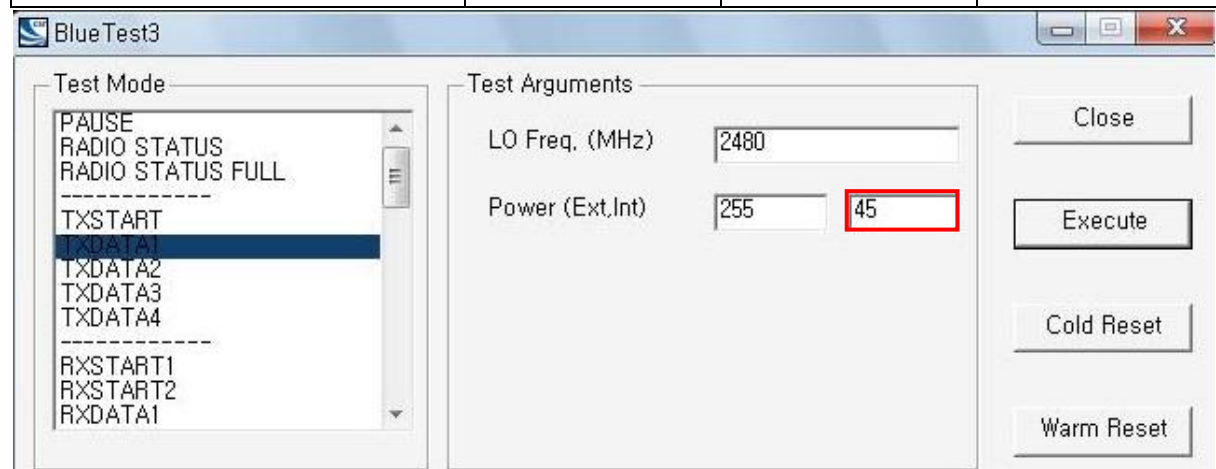 BlueTest3
Test Mode
PAUSE
RADIO STATUS
RADIO STATUS FULL
------------
TXSTART
TXDATA1
TXDATA2
TXDATA3
TXDATA4
------------
RXSTART1
RXSTART2
RXDATA1
Test Arguments
LO Freq. (MHz) 2480
Power (Ext,Int) 255 45
Close
Execute
Cold Reset
Warm Reset